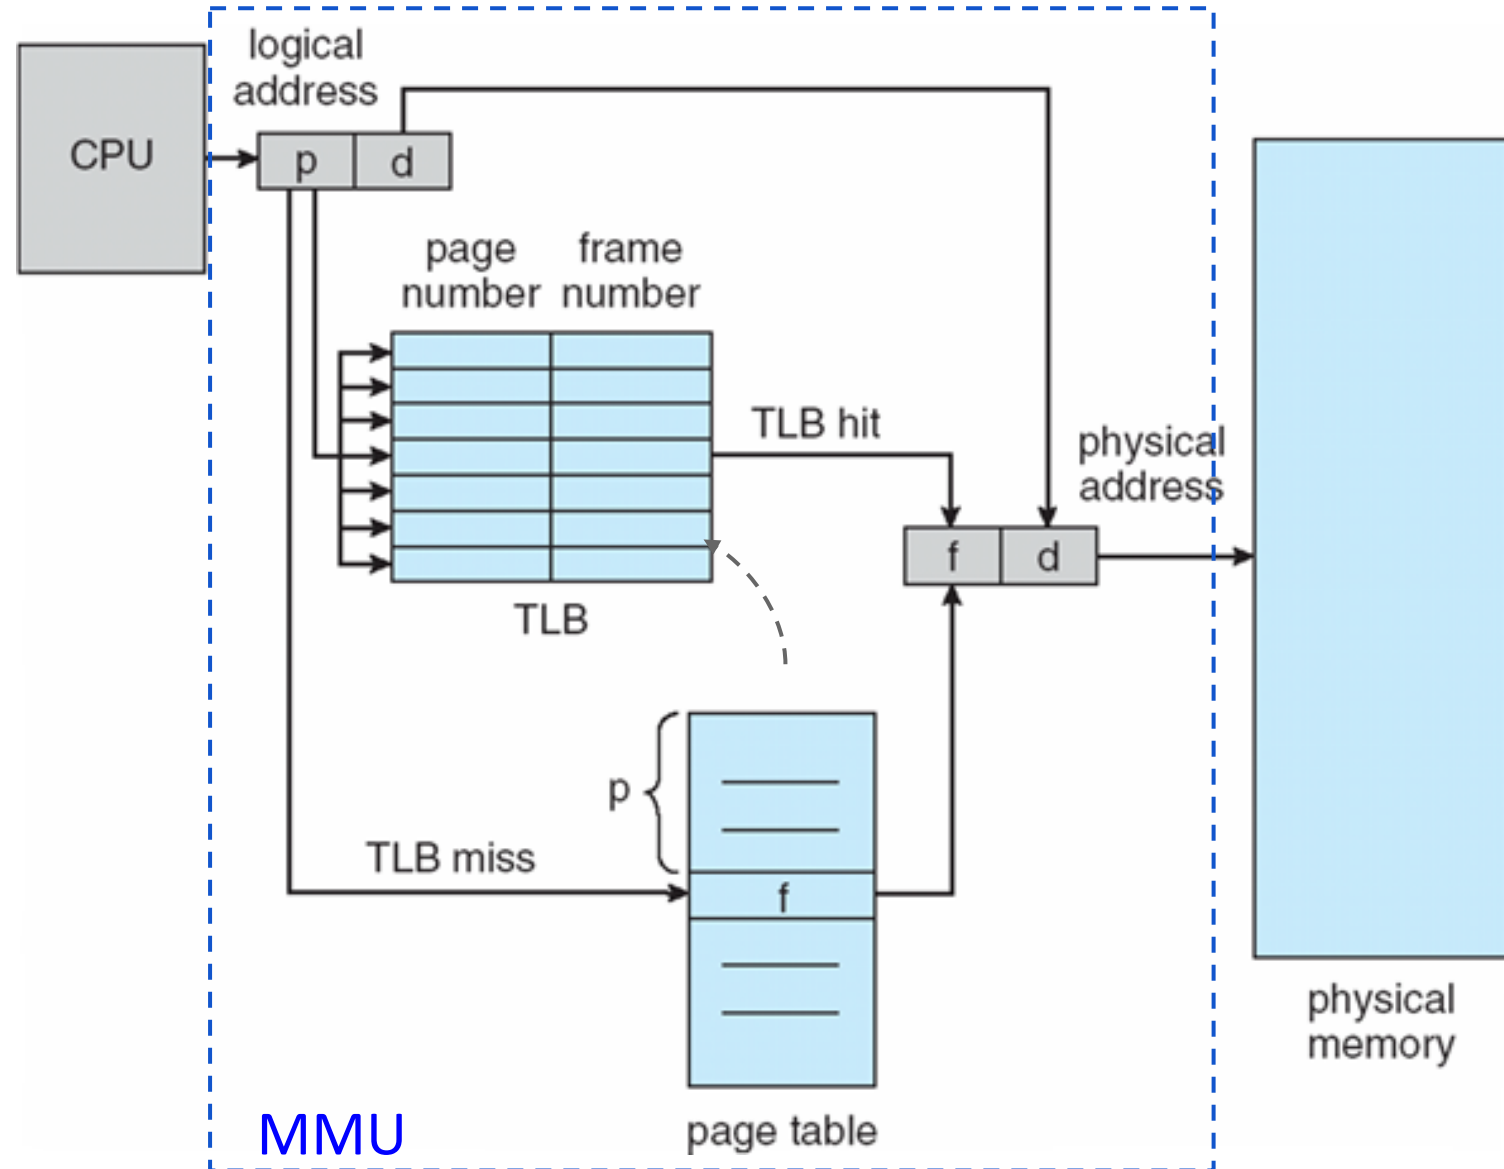 logical
address
CPU
p
d
page
number
frame
number
TLB hit
physical
address
f
d
TLB
p
TLB miss
f
physical
memory
MMU
page table